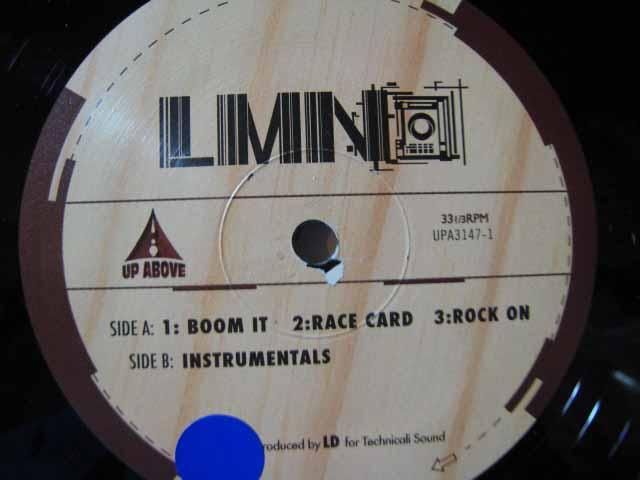 LMNO
33 1/3RPM
UPA3147-1
UP ABOVE
SIDE A: 1: BOOM IT 2:RACE CARD 3:ROCK ON
SIDE B: INSTRUMENTALS
roduced by LD for Technicali Sound